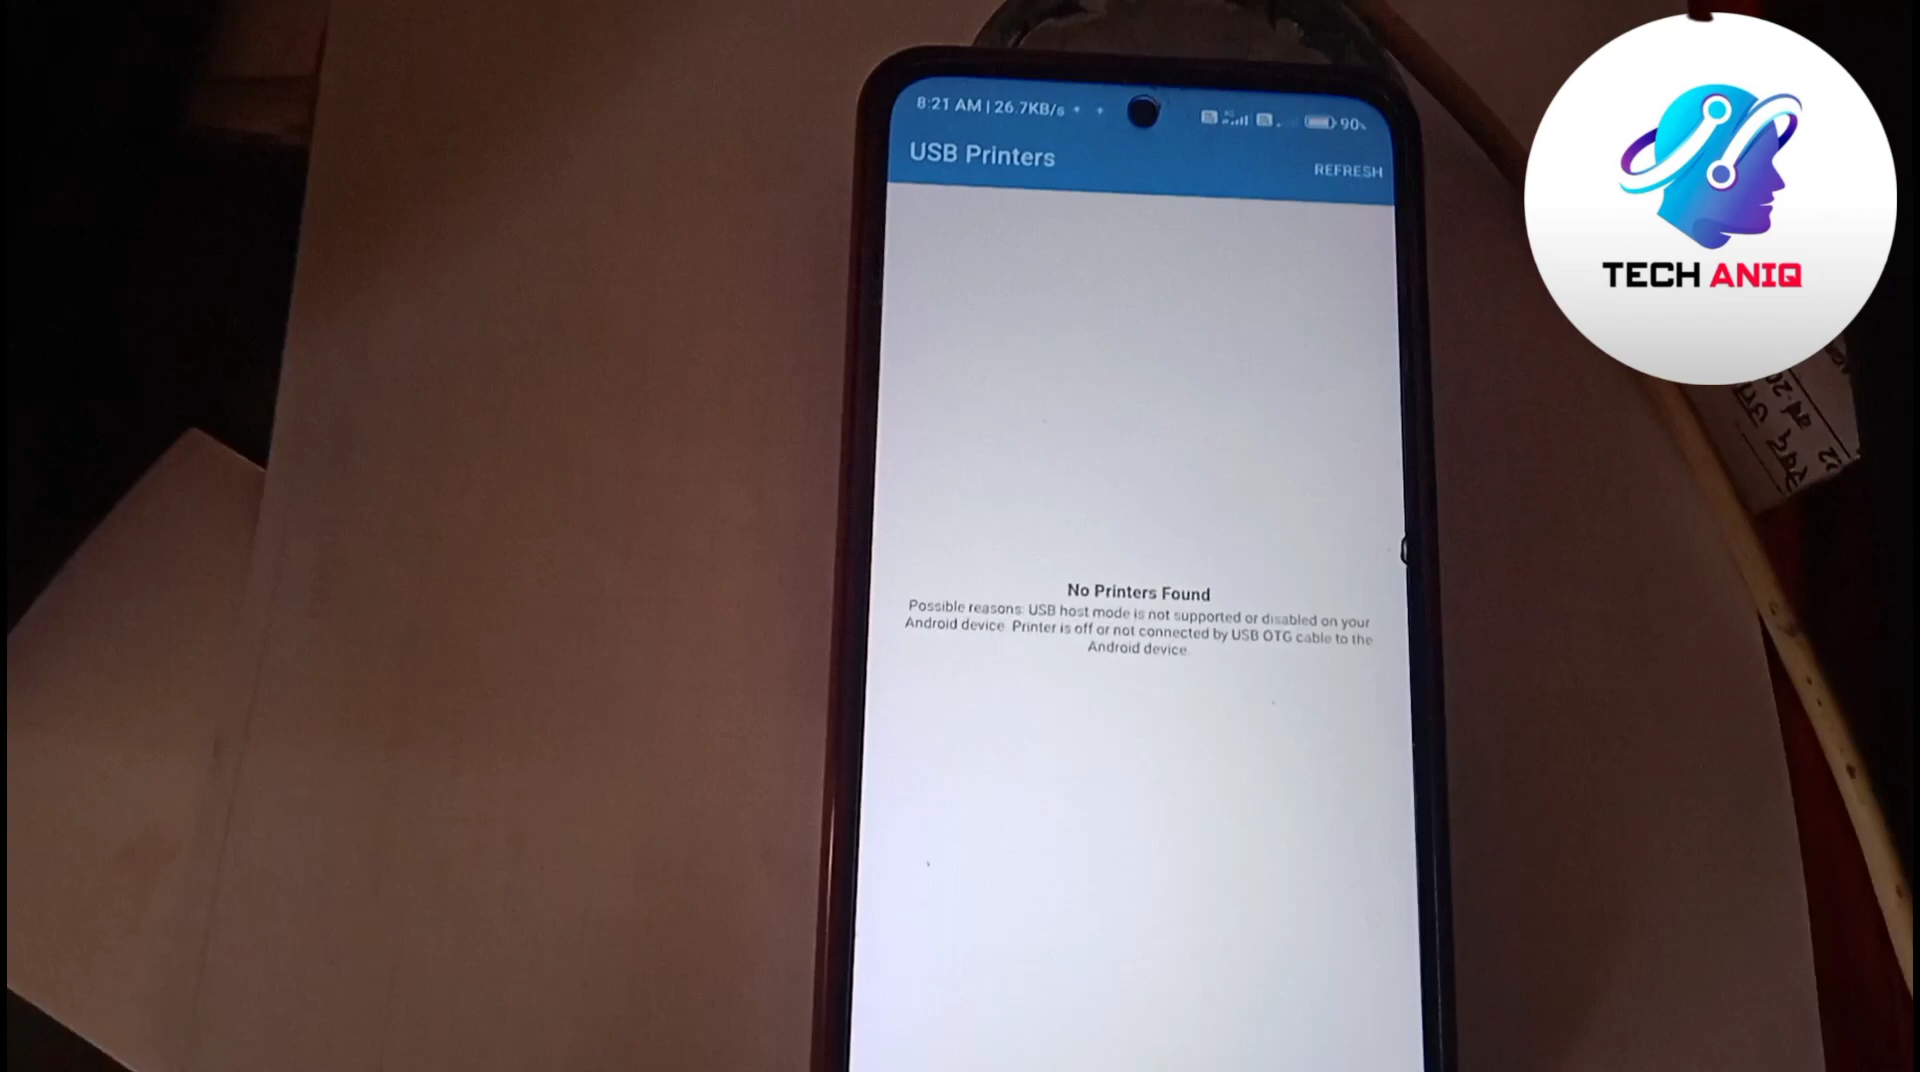 8:21 AM | 26.7KB/s
90%
USB Printers
REFRESH
No Printers Found
Possible reasons: USB host mode is not supported or disabled on your
Android device. Printer is off or not connected by USB OTG cable to the
Android device.
TECH ANIQ